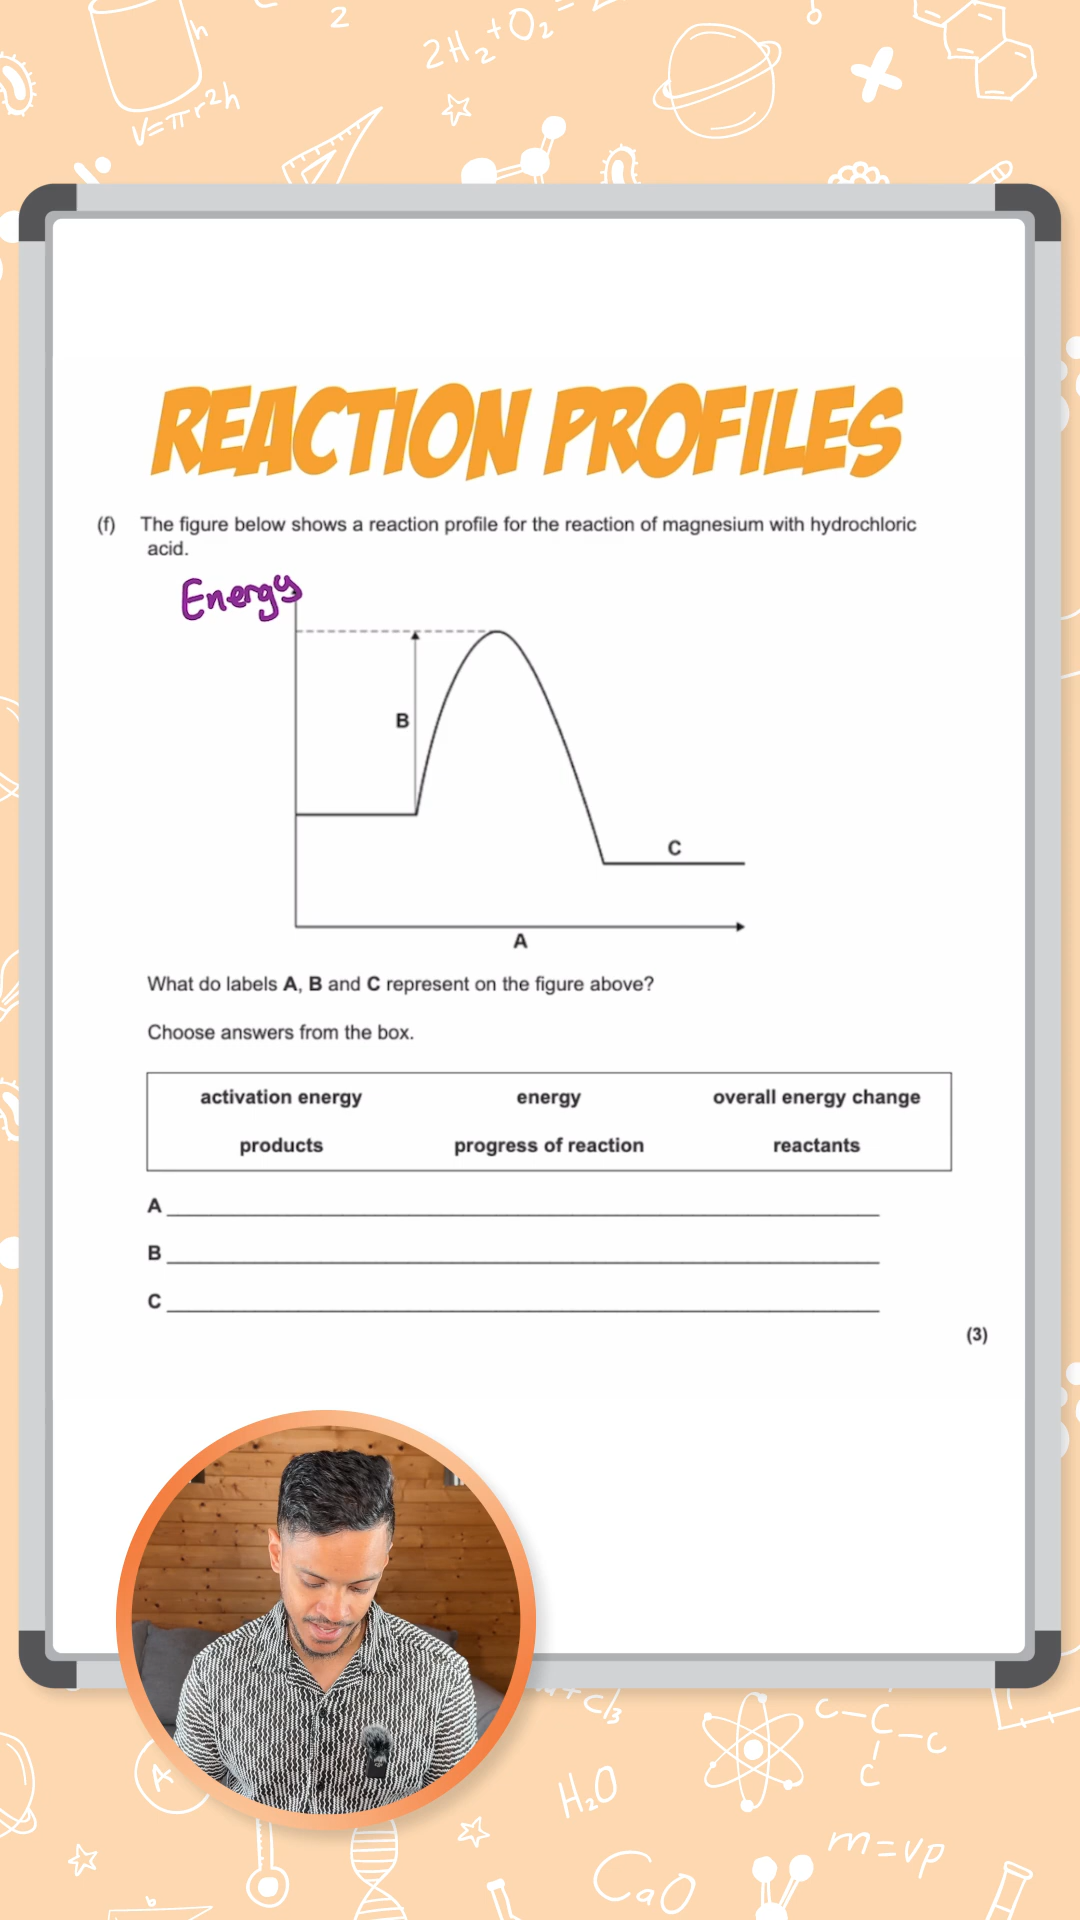 h
2
2H₂+O₂=2
V=πr²h
REACTION PROFILES
(f) The figure below shows a reaction profile for the reaction of magnesium with hydrochloric
acid.
Energy
B
C
A
What do labels A, B and C represent on the figure above?
Choose answers from the box.
activation energy energy overall energy change
products progress of reaction reactants
A
B
C
(3)
C-C-C
C
A
H₂O
m=vp
CaO
b